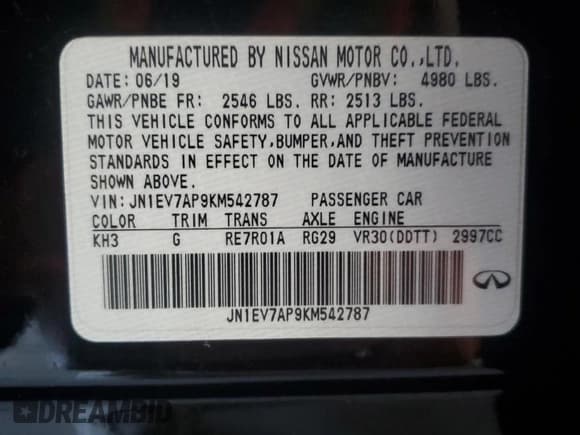 MANUFACTURED BY NISSAN MOTOR CO.,LTD.
DATE: 06/19 GVWR/PNBV: 4980 LBS.
GAWR/PNBE FR: 2546 LBS. RR: 2513 LBS.
THIS VEHICLE CONFORMS TO ALL APPLICABLE FEDERAL
MOTOR VEHICLE SAFETY,BUMPER,AND THEFT PREVENTION
STANDARDS IN EFFECT ON THE DATE OF MANUFACTURE
SHOWN ABOVE.
VIN:JN1EV7AP9KM542787 PASSENGER CAR
COLOR TRIM TRANS AXLE ENGINE
KH3 G RE7R01A RG29 VR30(DDTT) 2997CC
JN1EV7AP9KM542787
DREAMBID